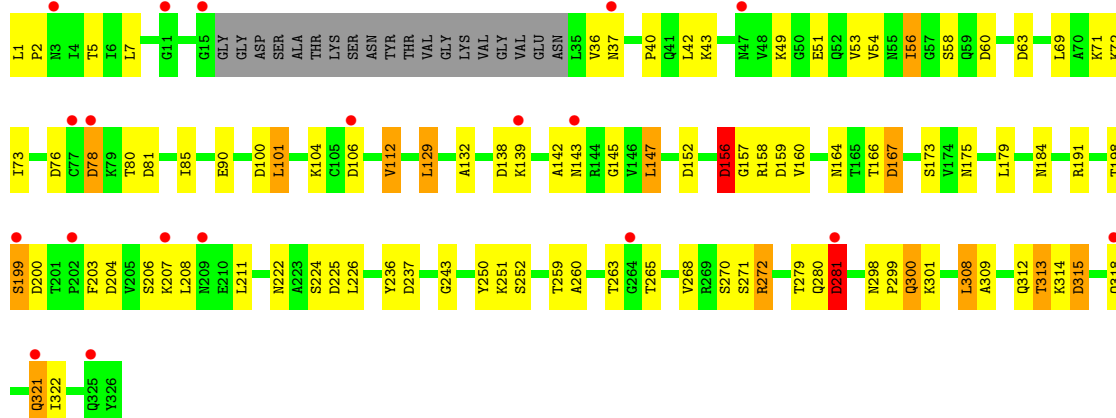 L1 P2 N3 I4 T5 I6 L7 G11 G15 GLY GLY ASP SER ALA THR LYS SER ASN TYR THR VAL GLY LYS VAL GLY VAL GLU ASN L35 V36 N37 P40 Q41 L42 K43 N47 V48 K49 G50 E51 Q52 V53 V54 N55 I56 G57 S58 Q59 D60 D63 L69 A70 K71
I73 D76 C77 D78 K79 T80 D81 I85 E90 D100 L101 K104 C105 D106 V112 L129 A132 D138 K139 A142 N143 R144 G145 V146 L147 D152 D156 G157 R158 D159 V160 N164 T165 T166 D167 S173 V174 N175 L179 N184 R191
S199 D200 T201 P202 F203 D204 V205 S206 K207 L208 N209 E210 L211 N222 A223 S224 D225 L226 Y236 D237 G243 Y250 K251 S252 T259 A260 T263 G264 T265 V268 R269 S270 S271 R272 T279 Q280 D281 N298 P299 Q300 K301 L308 A309 Q312 T313 K314 D315
Q321 I322 Q325 Y326